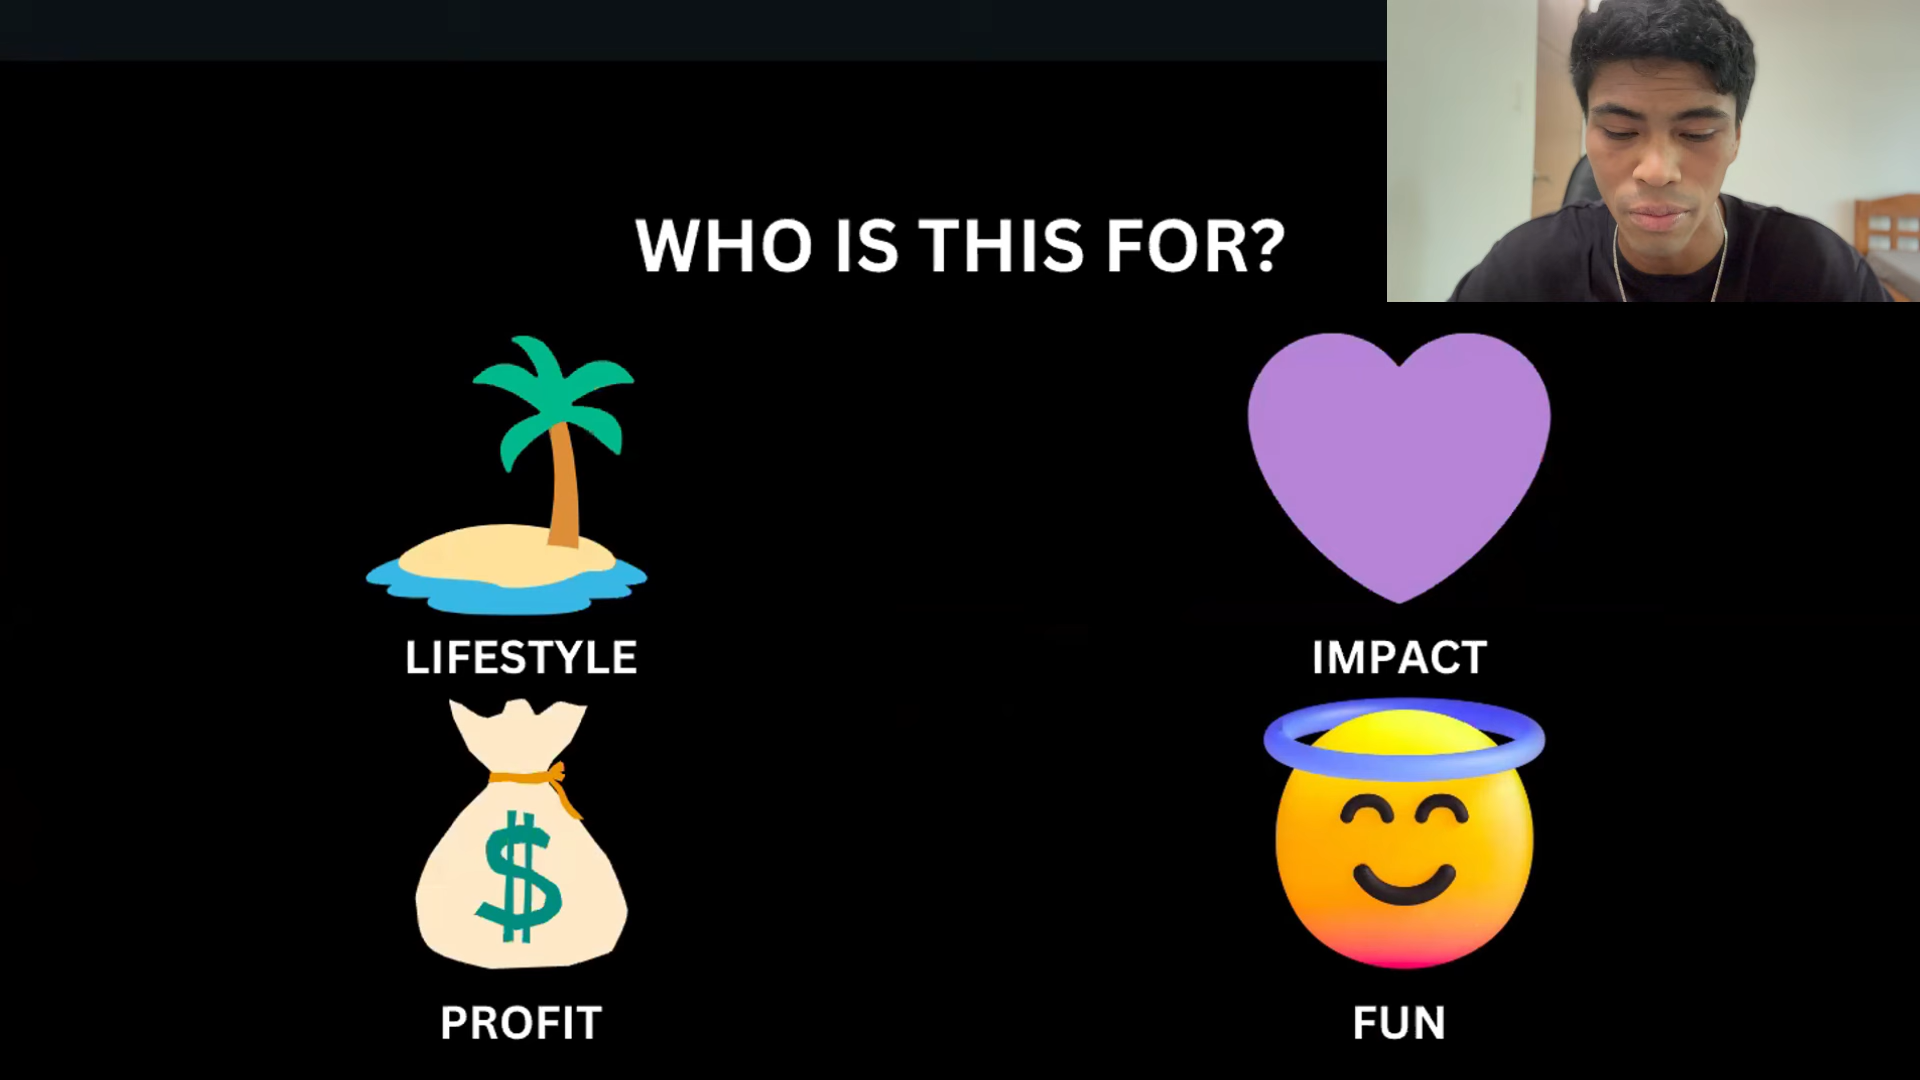 WHO IS THIS FOR?
LIFESTYLE
IMPACT
$
PROFIT
FUN